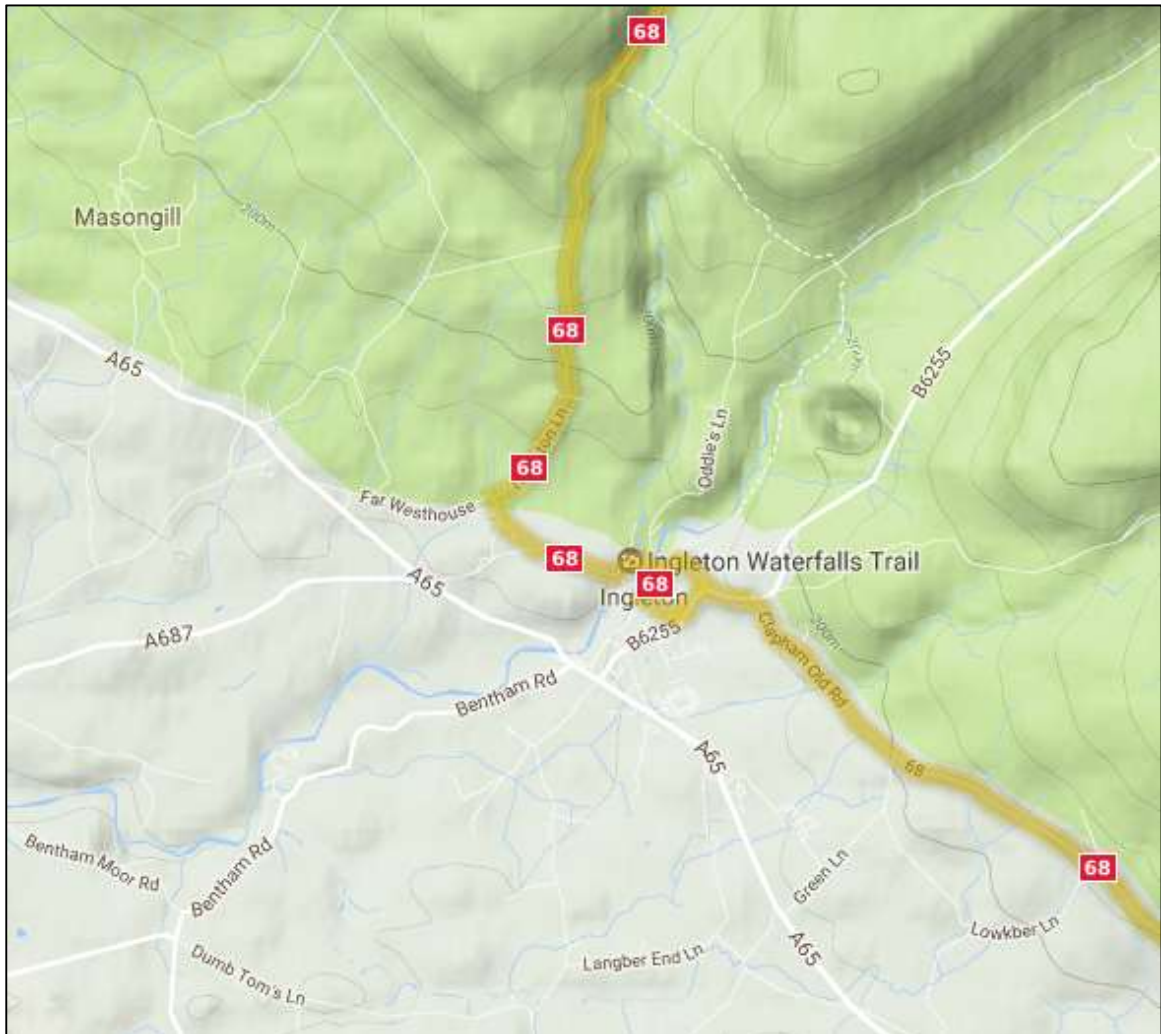 68
Masongill
200m
A65
68
B6255
Oddie's Ln
68
Far Westhouse
68
Ingleton Waterfalls Trail
A65
68
A687
B6255
Clapham Old Rd
200m
Bentham Rd
A65
68
Bentham Moor Rd
Bentham Rd
Green Ln
68
Lowkber Ln
A65
Langber End Ln
Dumb Tom's Ln